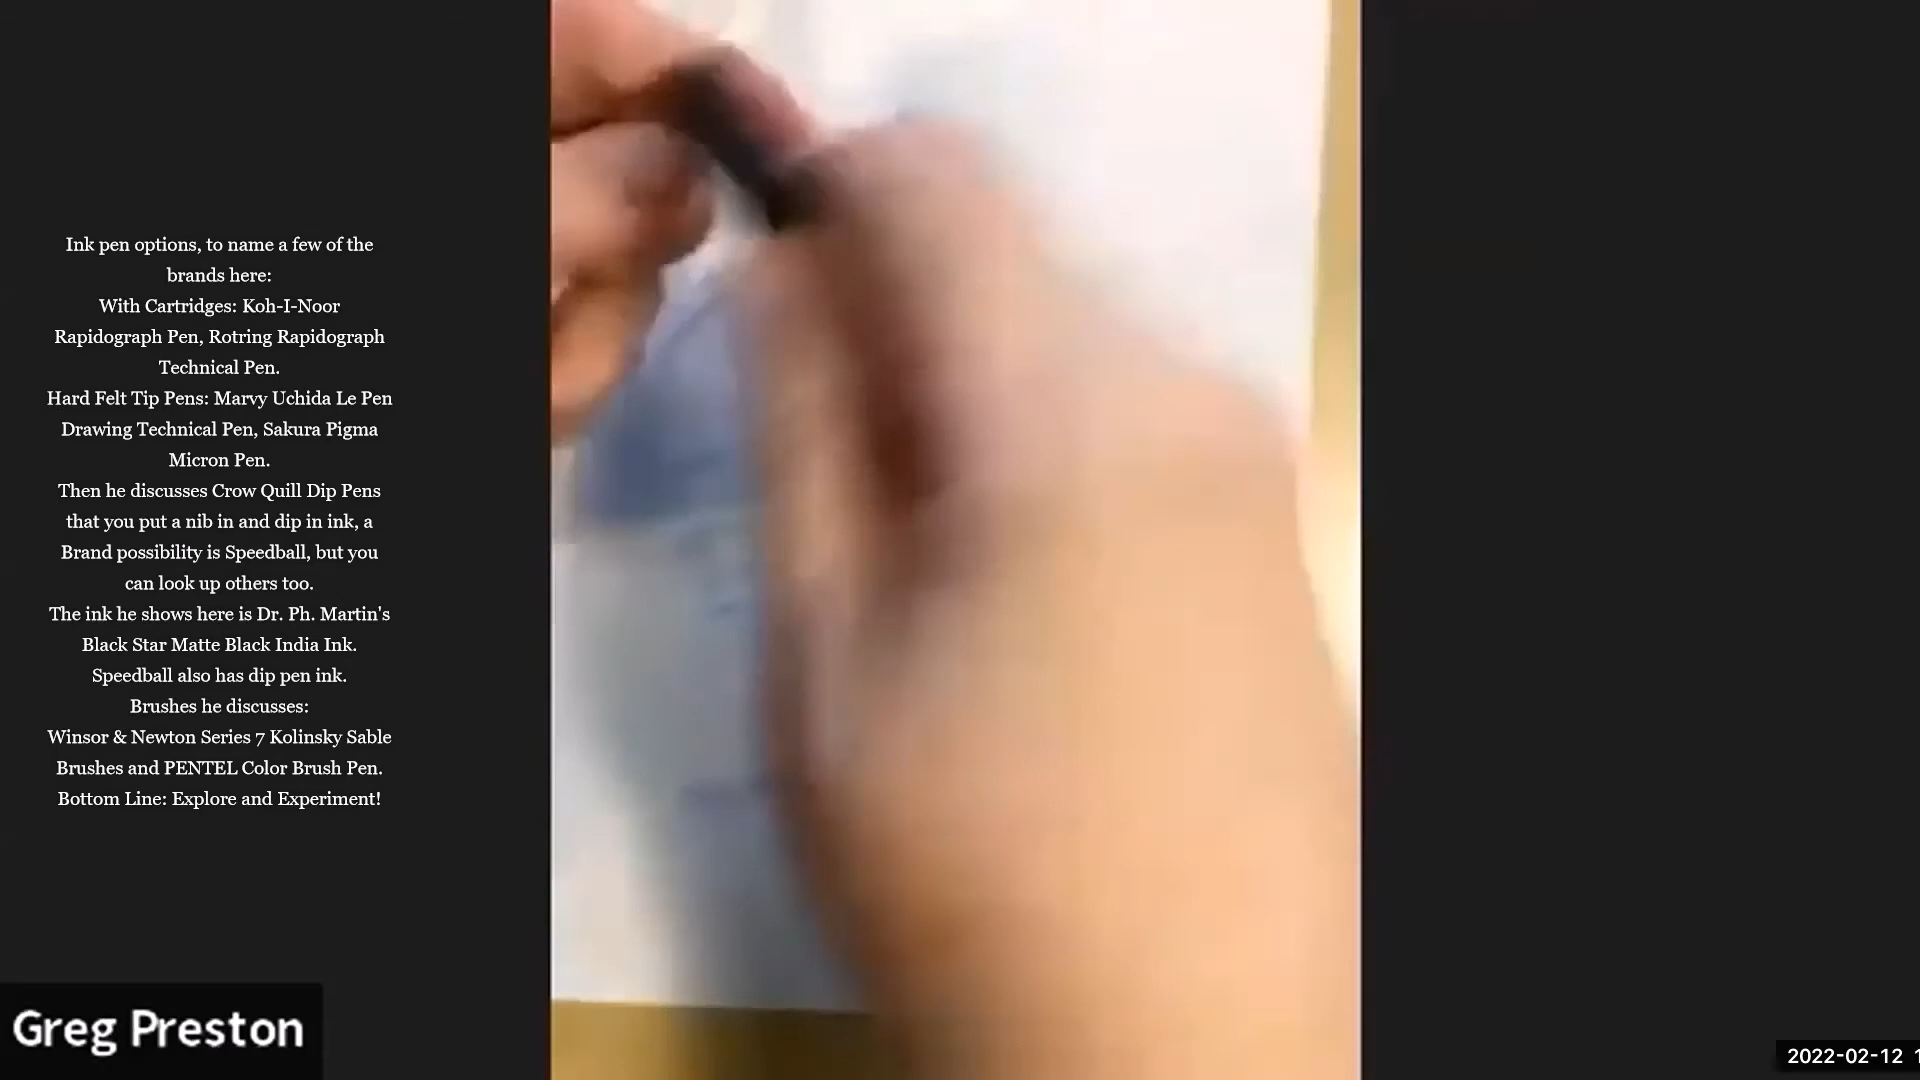 Ink pen options, to name a few of the
brands here:
With Cartridges: Koh-I-Noor
Rapidograph Pen, Rotring Rapidograph
Technical Pen.
Hard Felt Tip Pens: Marvy Uchida Le Pen
Drawing Technical Pen, Sakura Pigma
Micron Pen.
Then he discusses Crow Quill Dip Pens
that you put a nib in and dip in ink, a
Brand possibility is Speedball, but you
can look up others too.
The ink he shows here is Dr. Ph. Martin's
Black Star Matte Black India Ink.
Speedball also has dip pen ink.
Brushes he discusses:
Winsor & Newton Series 7 Kolinsky Sable
Brushes and PENTEL Color Brush Pen.
Bottom Line: Explore and Experiment!
Greg Preston
2022-02-12